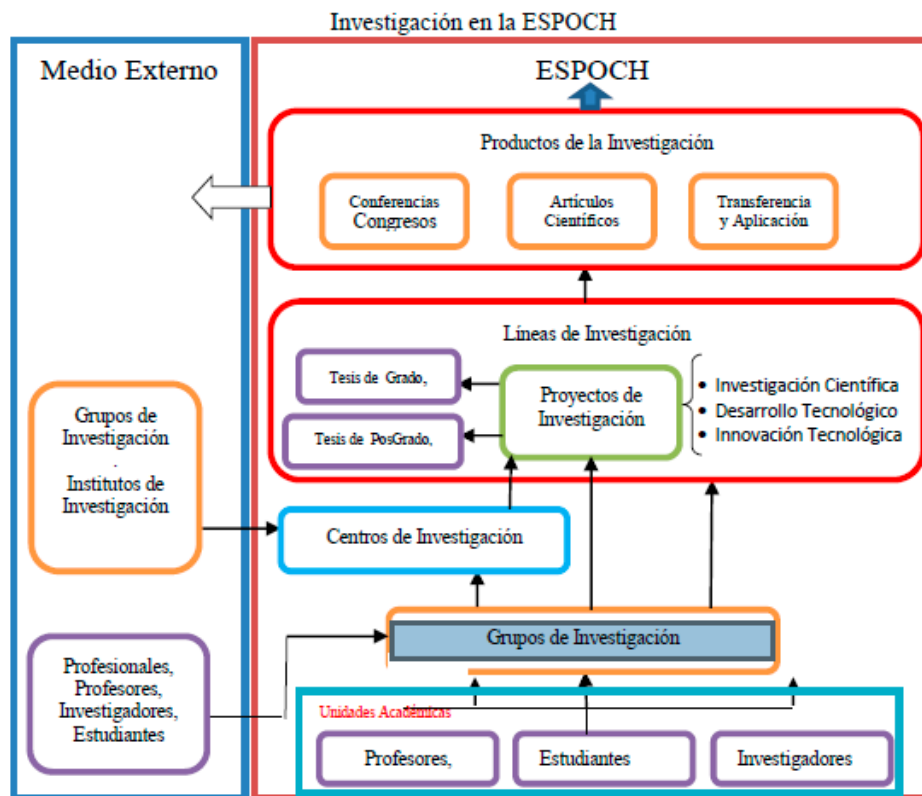 Investigación en la ESPOCH
Medio Externo
ESPOCH
Productos de la Investigación
Conferencias
Congresos
Artículos
Científicos
Transferencia
y Aplicación
Líneas de Investigación
Tesis de Grado,
Tesis de PosGrado,
Proyectos de
Investigación
• Investigación Científica
• Desarrollo Tecnológico
• Innovación Tecnológica
Grupos de
Investigación
.
Institutos de
Investigación
Centros de Investigación
Grupos de Investigación
Profesionales,
Profesores,
Investigadores,
Estudiantes
Unidades Académicas
Profesores,
Estudiantes
Investigadores